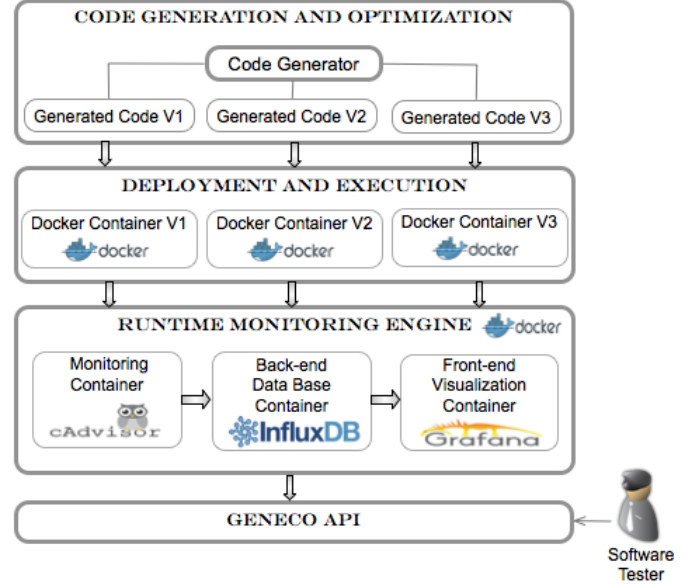 CODE GENERATION AND OPTIMIZATION
Code Generator
Generated Code V1
Generated Code V2
Generated Code V3
DEPLOYMENT AND EXECUTION
Docker Container V1
docker
Docker Container V2
docker
Docker Container V3
docker
RUNTIME MONITORING ENGINE
docker
Monitoring
Container
cAdvisor
Back-end
Data Base
Container
InfluxDB
Front-end
Visualization
Container
Grafana
GENECO API
Software
Tester